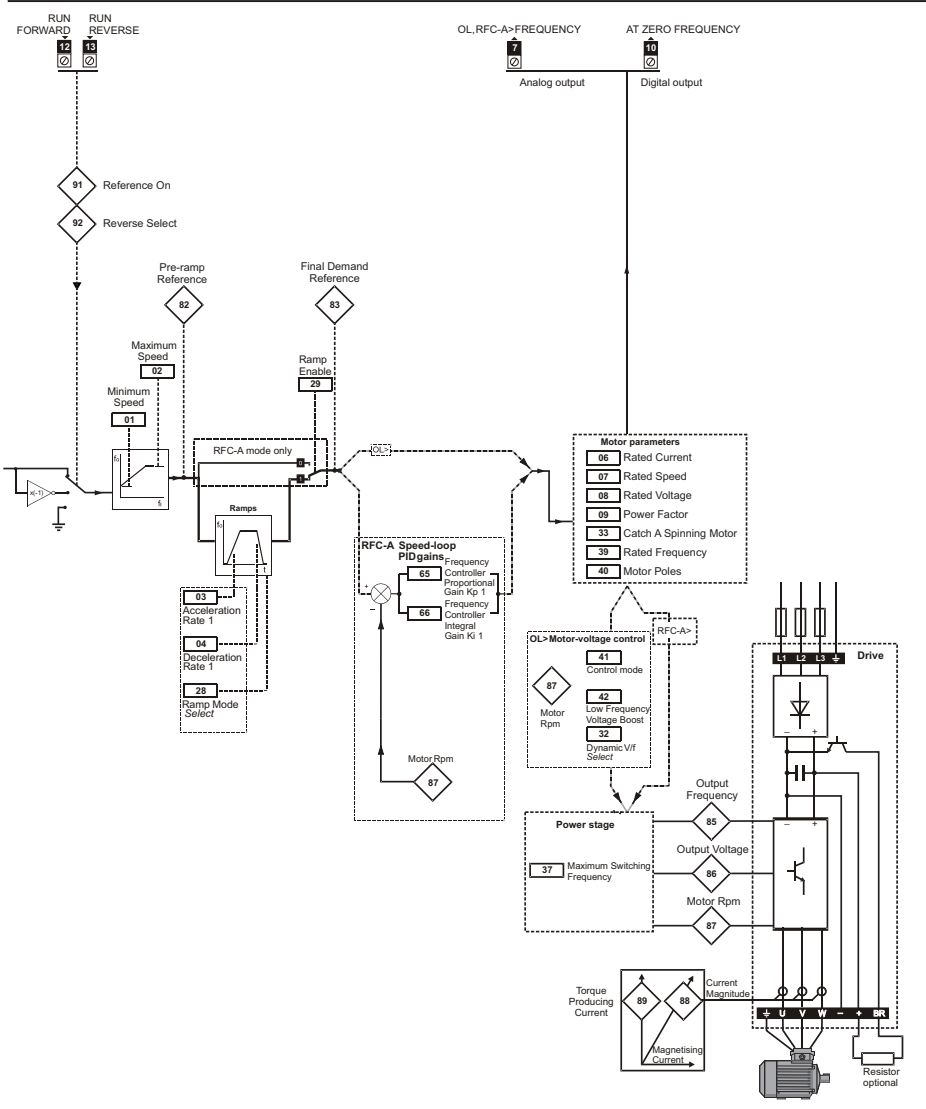 RUN
FORWARD
RUN
REVERSE
12
13
OL,RFC-A>FREQUENCY
7
Analog output
AT ZERO FREQUENCY
10
Digital output
91
Reference On
92
Reverse Select
Pre-ramp
Reference
82
Final Demand
Reference
83
Maximum
Speed
02
Minimum
Speed
01
Ramp
Enable
29
RFC-A mode only
OL>
x(-1)
Ramps
t
03
Acceleration
Rate 1
04
Deceleration
Rate 1
28
Ramp Mode
Select
RFC-A Speed-loop
PID gains
+
−
65
Frequency
Controller
Proportional
Gain Kp 1
66
Frequency
Controller
Integral
Gain Ki 1
Motor Rpm
87
Motor parameters
06 Rated Current
07 Rated Speed
08 Rated Voltage
09 Power Factor
33 Catch A Spinning Motor
39 Rated Frequency
40 Motor Poles
RFC-A>
OL>Motor-voltage control
87
Motor
Rpm
41
Control mode
42
Low Frequency
Voltage Boost
32
Dynamic V/f
Select
Power stage
37
Maximum Switching
Frequency
Output
Frequency
85
Output Voltage
86
Motor Rpm
87
L1 L2 L3
Drive
− +
− +
Torque
Producing
Current
89
88
Current
Magnitude
Magnetising
Current
U V W − + BR
Resistor
optional